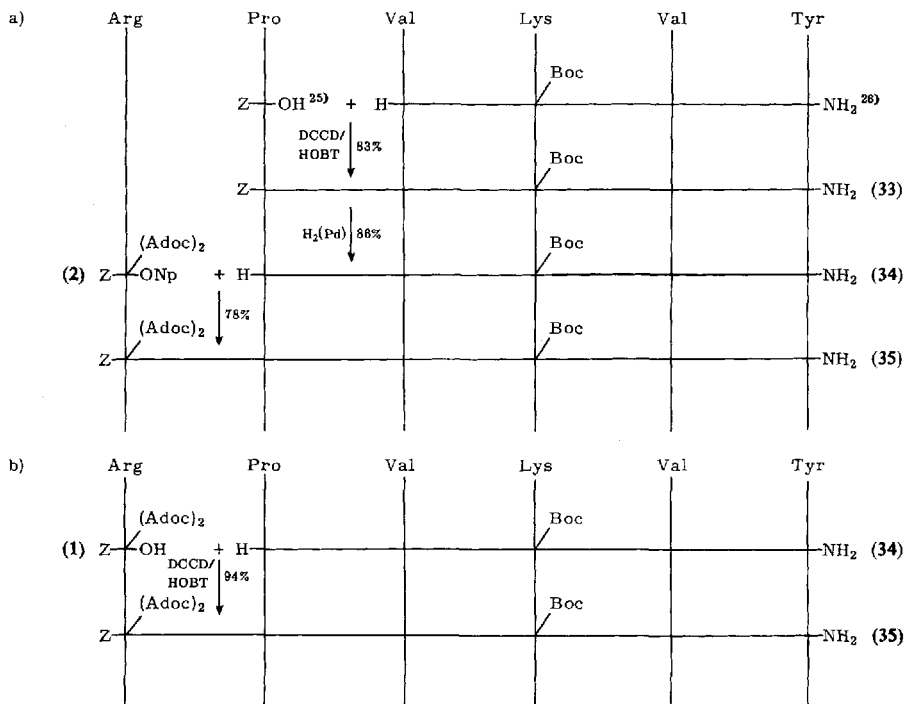 a) Arg Pro Val Lys Val Tyr
Boc
Z OH 25) + H NH₂ 26)
DCCD/
HOBT 83%
Boc
Z NH₂ (33)
H₂(Pd) 86%
(Adoc)₂ Boc
(2) Z ONp + H NH₂ (34)
78%
(Adoc)₂ Boc
Z NH₂ (35)
b) Arg Pro Val Lys Val Tyr
(Adoc)₂ Boc
(1) Z OH + H NH₂ (34)
DCCD/
HOBT 94%
(Adoc)₂ Boc
Z NH₂ (35)